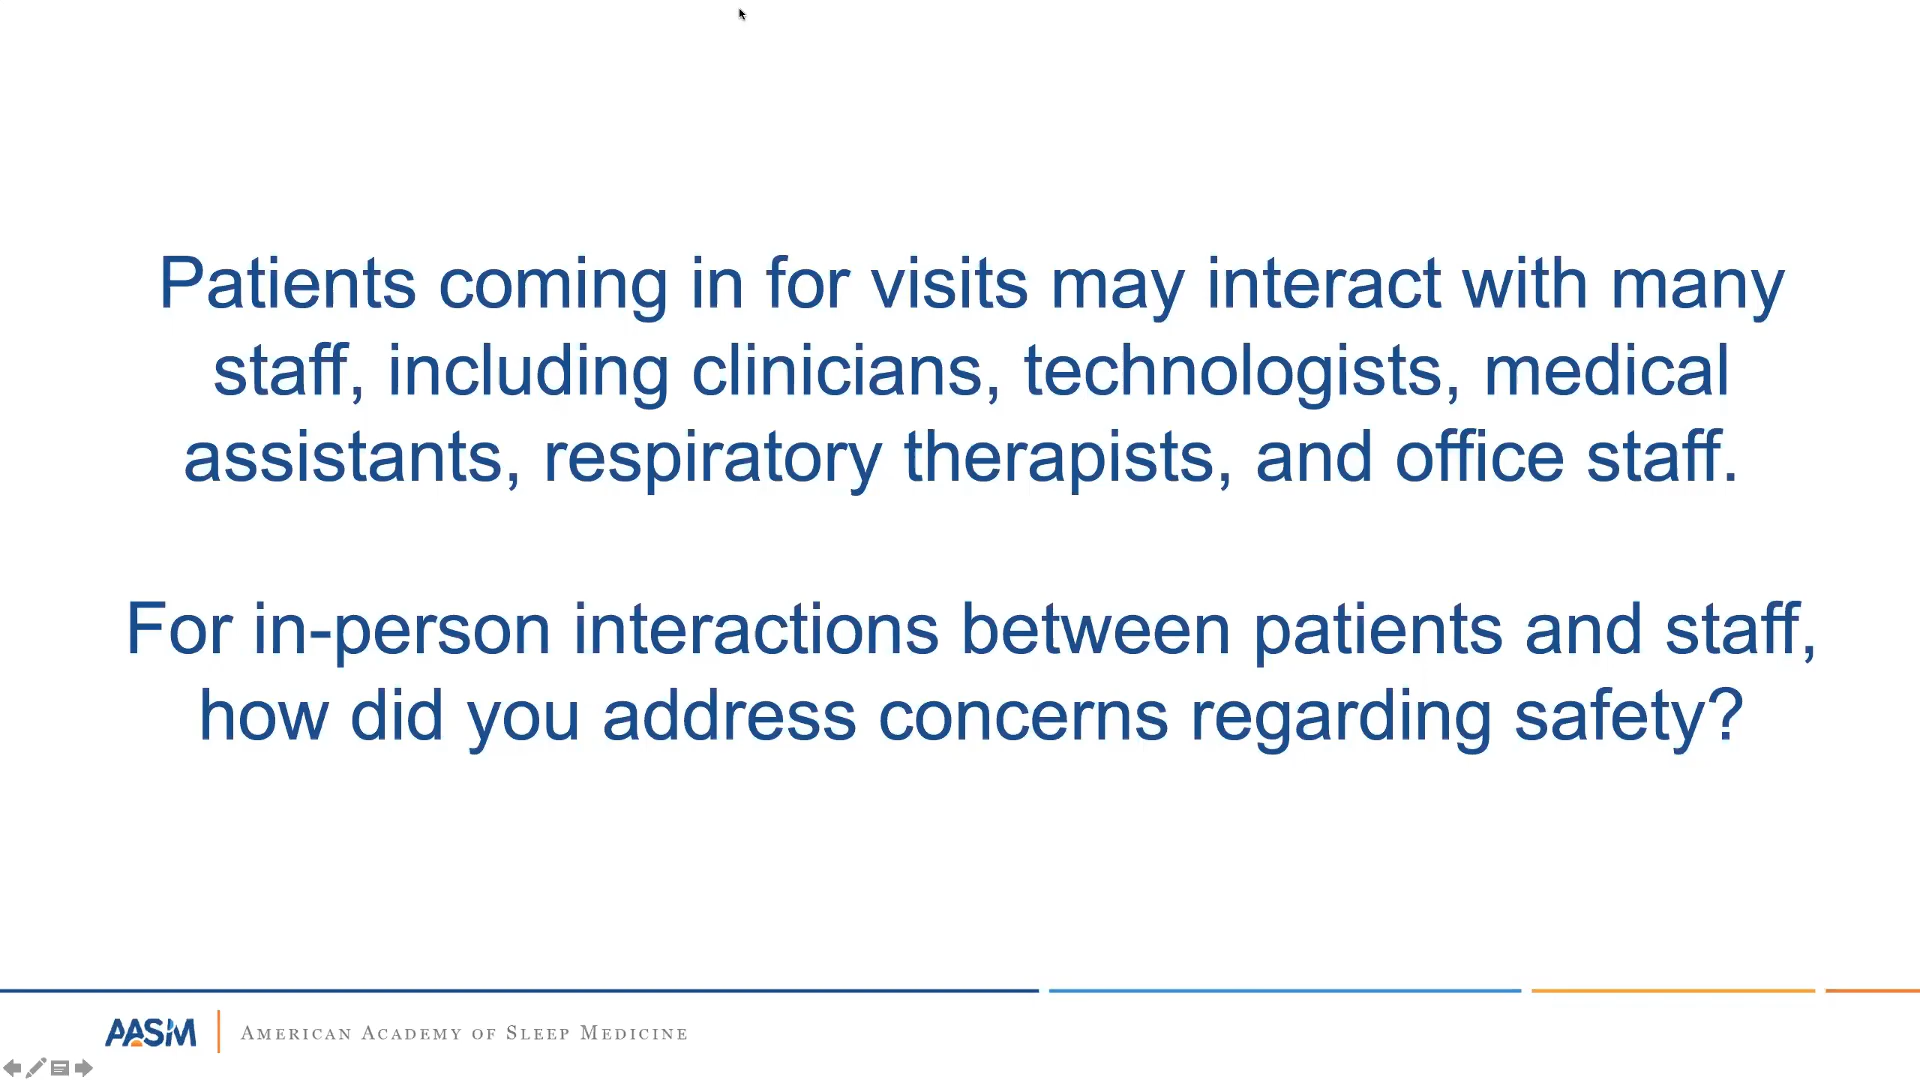 Patients coming in for visits may interact with many
staff, including clinicians, technologists, medical
assistants, respiratory therapists, and office staff.
For in-person interactions between patients and staff,
how did you address concerns regarding safety?
AASM
American Academy of Sleep Medicine